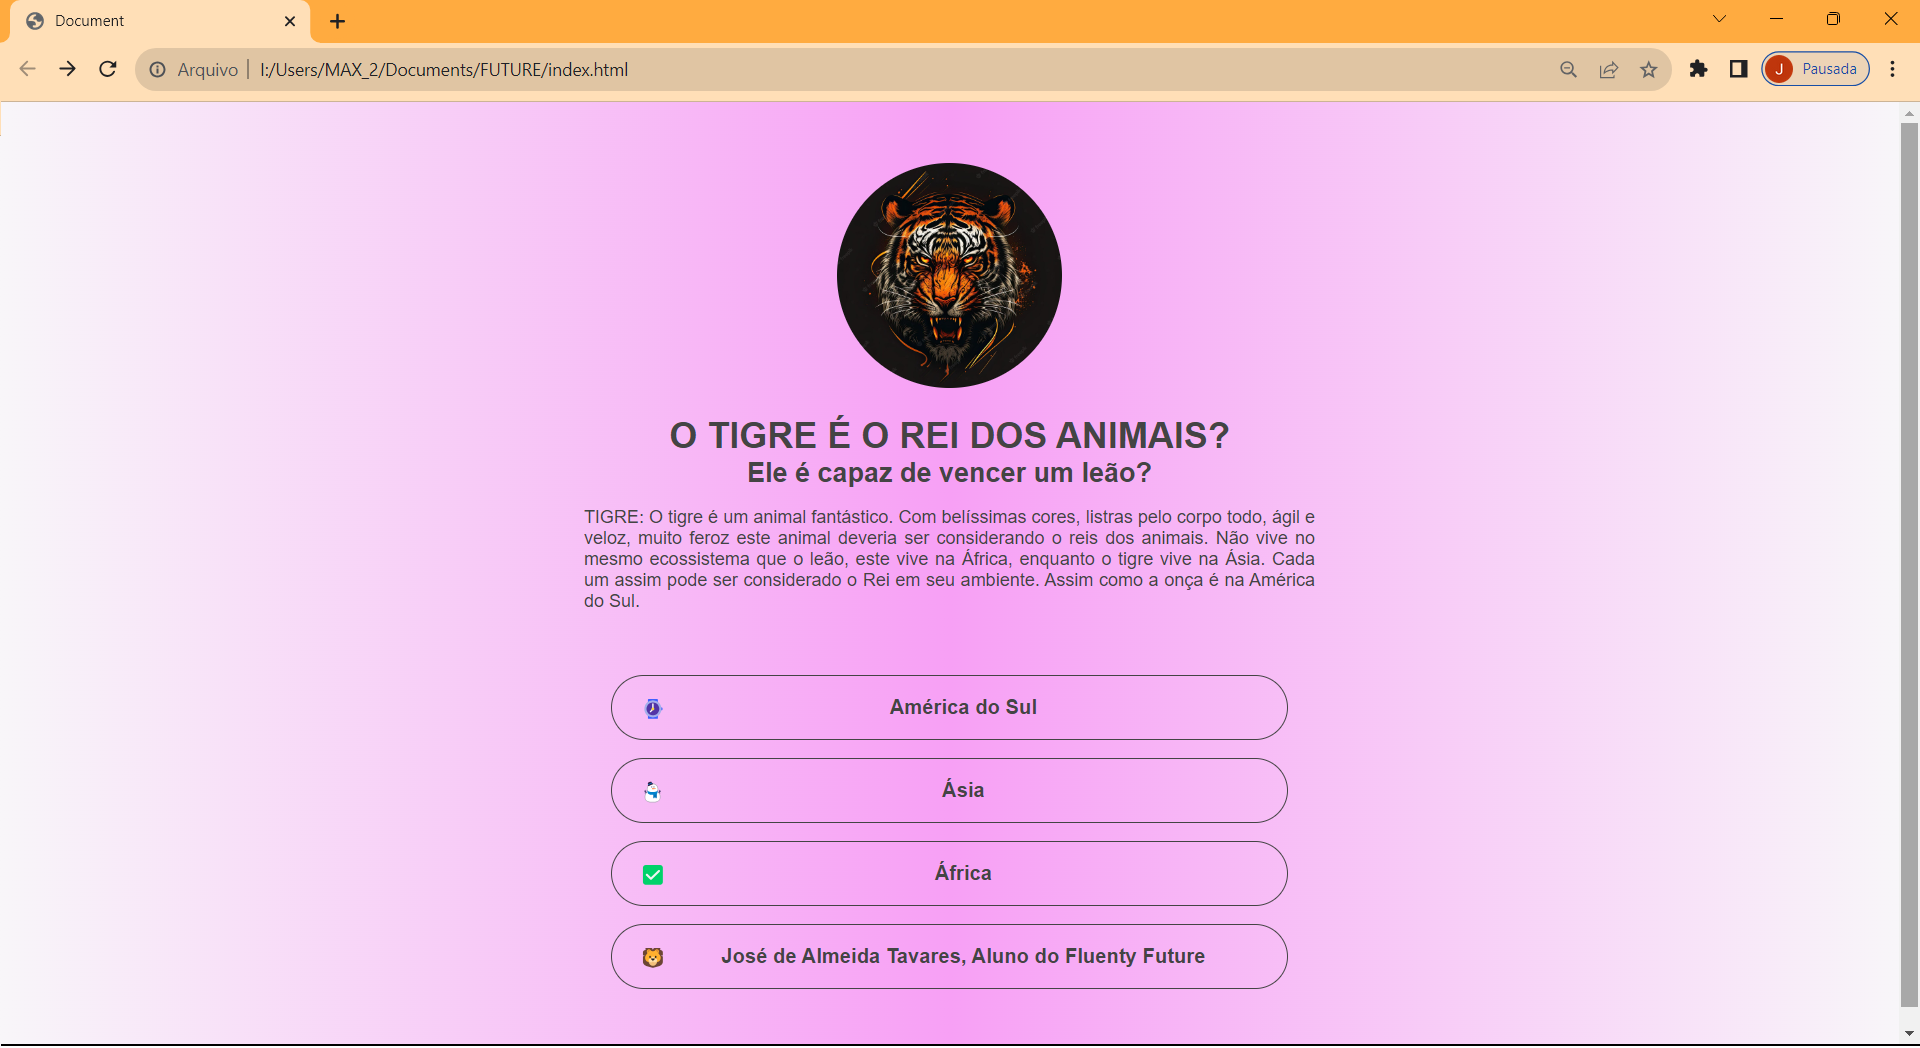 Document
Arquivo
I:/Users/MAX_2/Documents/FUTURE/index.html
J
Pausada
O TIGRE É O REI DOS ANIMAIS?
Ele é capaz de vencer um leão?
TIGRE: O tigre é um animal fantástico. Com belíssimas cores, listras pelo corpo todo, ágil e
veloz, muito feroz este animal deveria ser considerando o reis dos animais. Não vive no
mesmo ecossistema que o leão, este vive na África, enquanto o tigre vive na Ásia. Cada
um assim pode ser considerado o Rei em seu ambiente. Assim como a onça é na América
do Sul.
América do Sul
Ásia
África
José de Almeida Tavares, Aluno do Fluenty Future